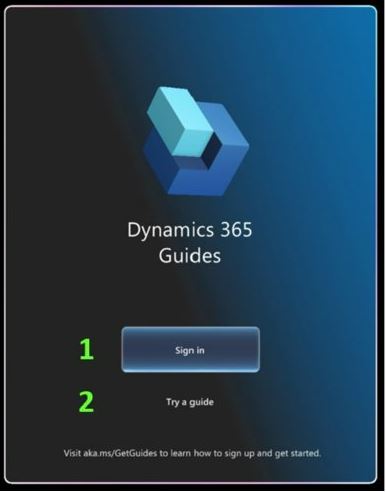 Dynamics 365
Guides
1
Sign in
2
Try a guide
Visit aka.ms/GetGuides to learn how to sign up and get started.